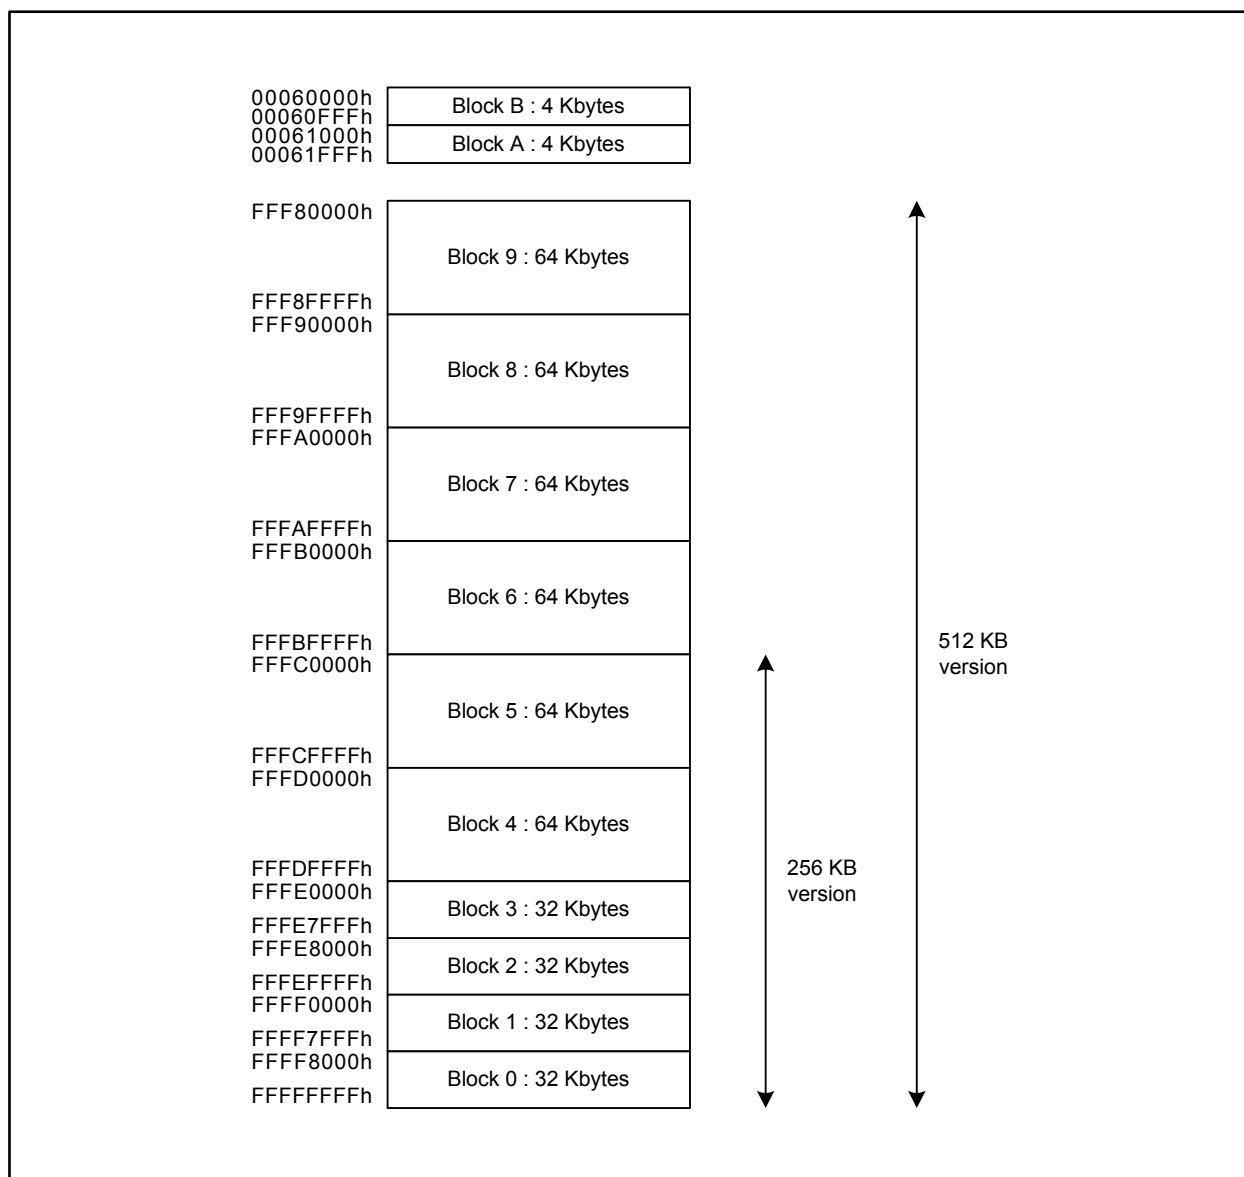 00060000h
Block B : 4 Kbytes
00060FFFh
00061000h
Block A : 4 Kbytes
00061FFFh
FFF80000h
Block 9 : 64 Kbytes
FFF8FFFFh
FFF90000h
Block 8 : 64 Kbytes
FFF9FFFFh
FFFA0000h
Block 7 : 64 Kbytes
FFFAFFFFh
FFFB0000h
Block 6 : 64 Kbytes
FFFBFFFFh
512 KB
version
FFFC0000h
Block 5 : 64 Kbytes
FFFCFFFFh
FFFD0000h
Block 4 : 64 Kbytes
FFFDFFFFh
256 KB
version
FFFE0000h
Block 3 : 32 Kbytes
FFFE7FFFh
FFFE8000h
Block 2 : 32 Kbytes
FFFEFFFFh
FFFF0000h
Block 1 : 32 Kbytes
FFFF7FFFh
FFFF8000h
Block 0 : 32 Kbytes
FFFFFFFFh